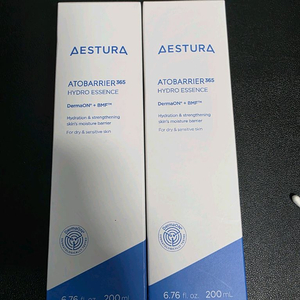 AESTURA
ATOBARRIER365
HYDRO ESSENCE
DermaON® + BMF™
Hydration & strengthening
skin's moisture barrier
For dry & sensitive skin
6.76 fl. oz. 200 mL
AESTURA
ATOBARRIER365
HYDRO ESSENCE
DermaON® + BMF™
Hydration & strengthening
skin's moisture barrier
For dry & sensitive skin
6.76 fl. oz. 200 mL